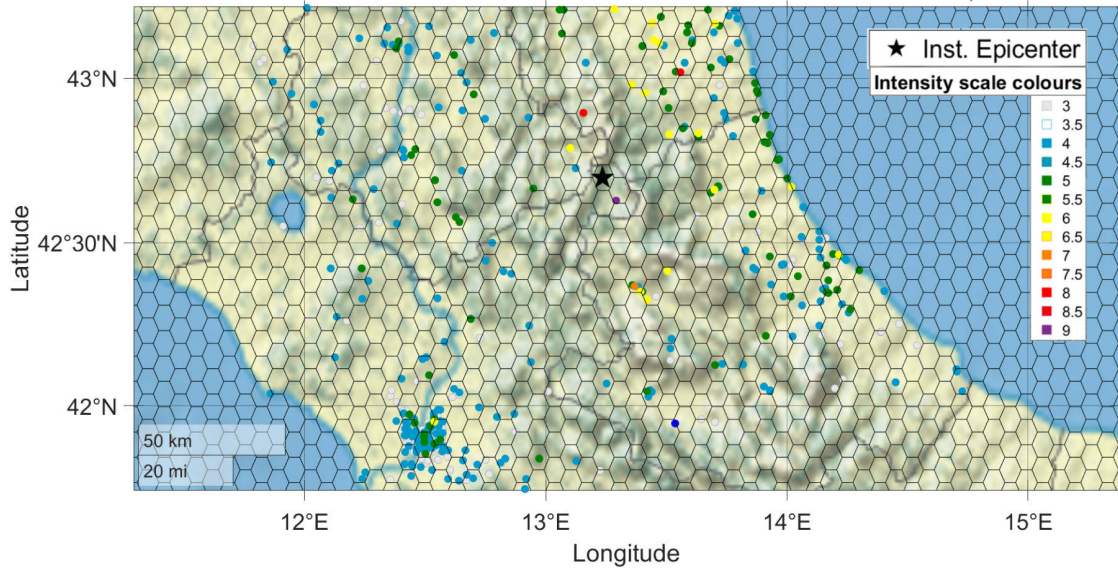 ★ Inst. Epicenter
Intensity scale colours
3
3.5
4
4.5
5
5.5
6
6.5
7
7.5
8
8.5
9
43°N
42°30'N
42°N
Latitude
50 km
20 mi
12°E
13°E
14°E
15°E
Longitude